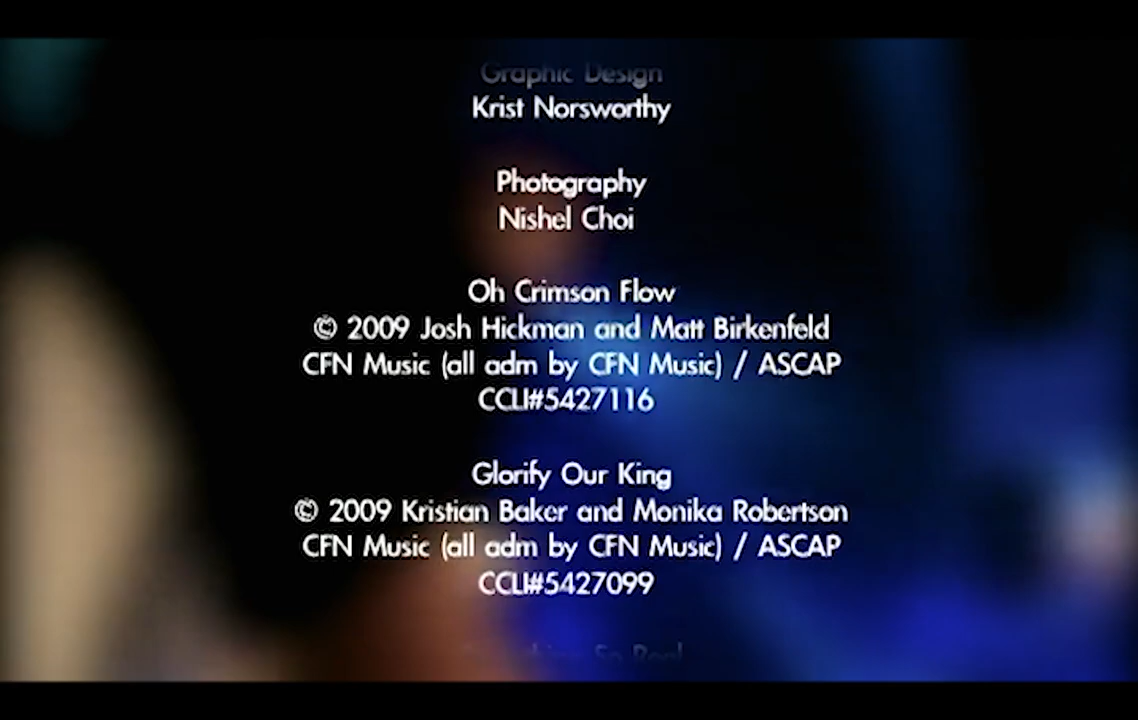 Graphic Design
Krist Norsworthy
Photography
Nishel Choi
Oh Crimson Flow
© 2009 Josh Hickman and Matt Birkenfeld
CFN Music (all adm by CFN Music) / ASCAP
CCLI#5427116
Glorify Our King
© 2009 Kristian Baker and Monika Robertson
CFN Music (all adm by CFN Music) / ASCAP
CCLI#5427099
So Real